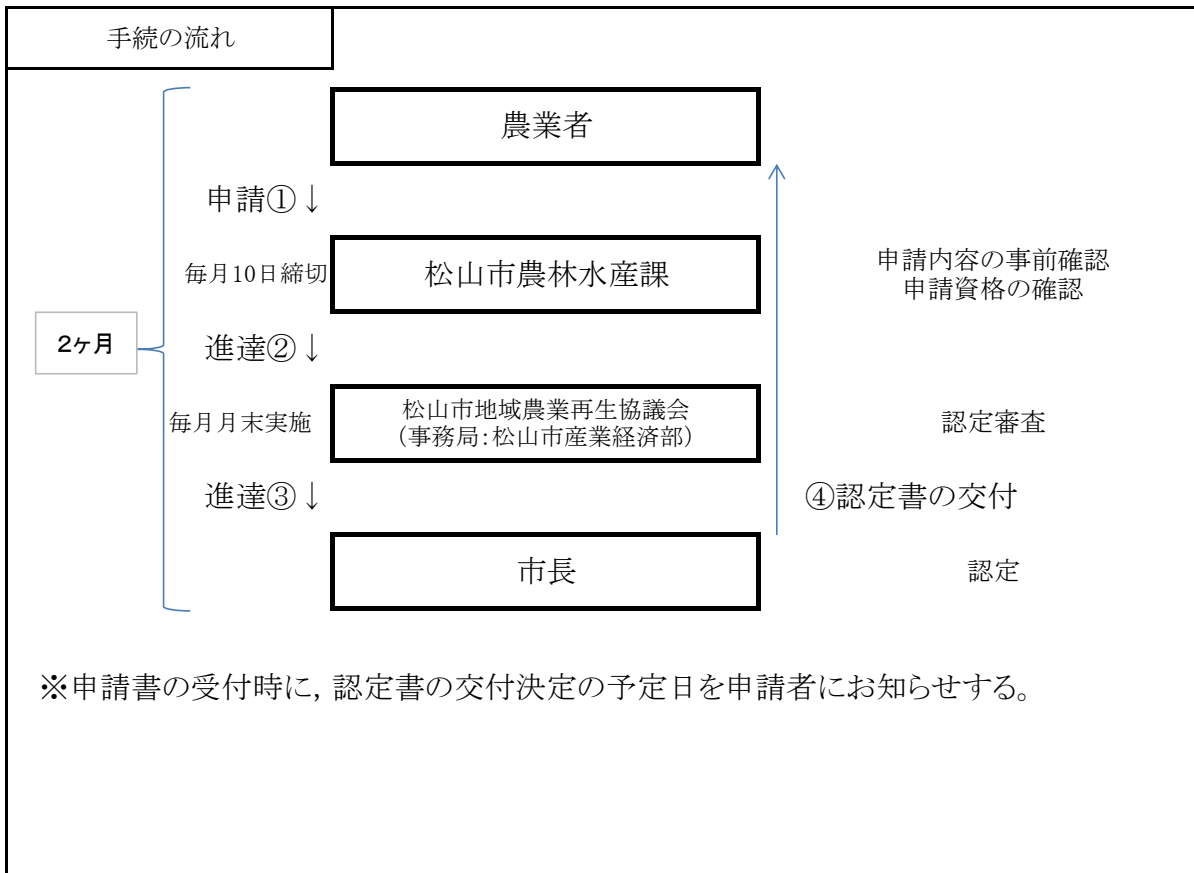 手続の流れ
農業者
申請①↓
毎月10日締切
松山市農林水産課
申請内容の事前確認
申請資格の確認
2ヶ月
進達②↓
毎月月末実施
松山市地域農業再生協議会
(事務局:松山市産業経済部)
認定審査
進達③↓
④認定書の交付
市長
認定
※申請書の受付時に,認定書の交付決定の予定日を申請者にお知らせする。